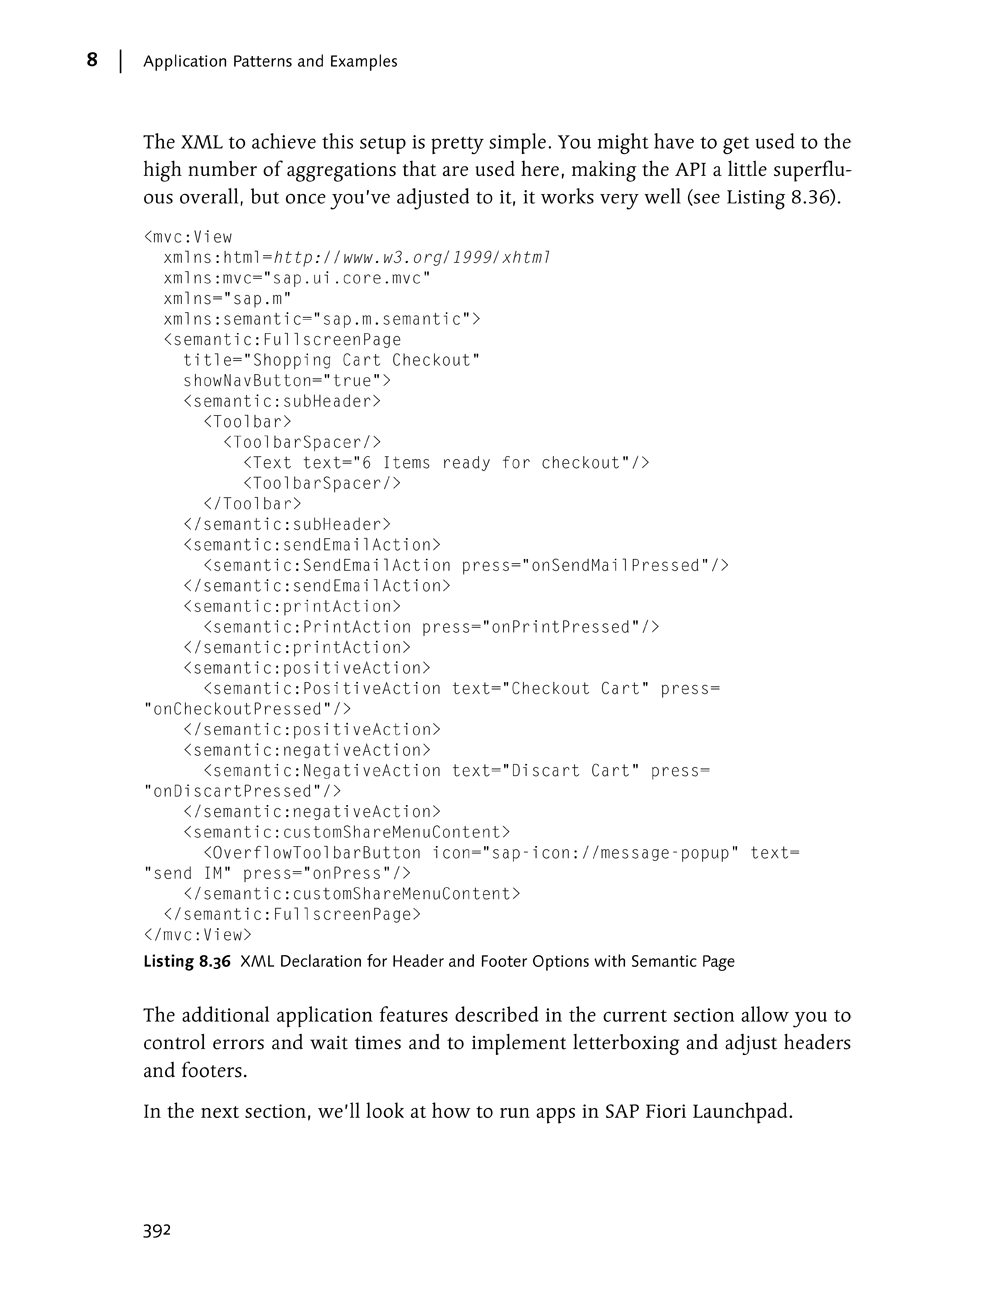 8 | Application Patterns and Examples
The XML to achieve this setup is pretty simple. You might have to get used to the
high number of aggregations that are used here, making the API a little superflu-
ous overall, but once you’ve adjusted to it, it works very well (see Listing 8.36).
<mvc:View
  xmlns:html=http://www.w3.org/1999/xhtml
  xmlns:mvc="sap.ui.core.mvc"
  xmlns="sap.m"
  xmlns:semantic="sap.m.semantic">
  <semantic:FullscreenPage
    title="Shopping Cart Checkout"
    showNavButton="true">
    <semantic:subHeader>
      <Toolbar>
        <ToolbarSpacer/>
          <Text text="6 Items ready for checkout"/>
          <ToolbarSpacer/>
      </Toolbar>
    </semantic:subHeader>
    <semantic:sendEmailAction>
      <semantic:SendEmailAction press="onSendMailPressed"/>
    </semantic:sendEmailAction>
    <semantic:printAction>
      <semantic:PrintAction press="onPrintPressed"/>
    </semantic:printAction>
    <semantic:positiveAction>
      <semantic:PositiveAction text="Checkout Cart" press=
"onCheckoutPressed"/>
    </semantic:positiveAction>
    <semantic:negativeAction>
      <semantic:NegativeAction text="Discart Cart" press=
"onDiscartPressed"/>
    </semantic:negativeAction>
    <semantic:customShareMenuContent>
      <OverflowToolbarButton icon="sap-icon://message-popup" text=
"send IM" press="onPress"/>
    </semantic:customShareMenuContent>
  </semantic:FullscreenPage>
</mvc:View>
Listing 8.36 XML Declaration for Header and Footer Options with Semantic Page
The additional application features described in the current section allow you to
control errors and wait times and to implement letterboxing and adjust headers
and footers.
In the next section, we’ll look at how to run apps in SAP Fiori Launchpad.
392